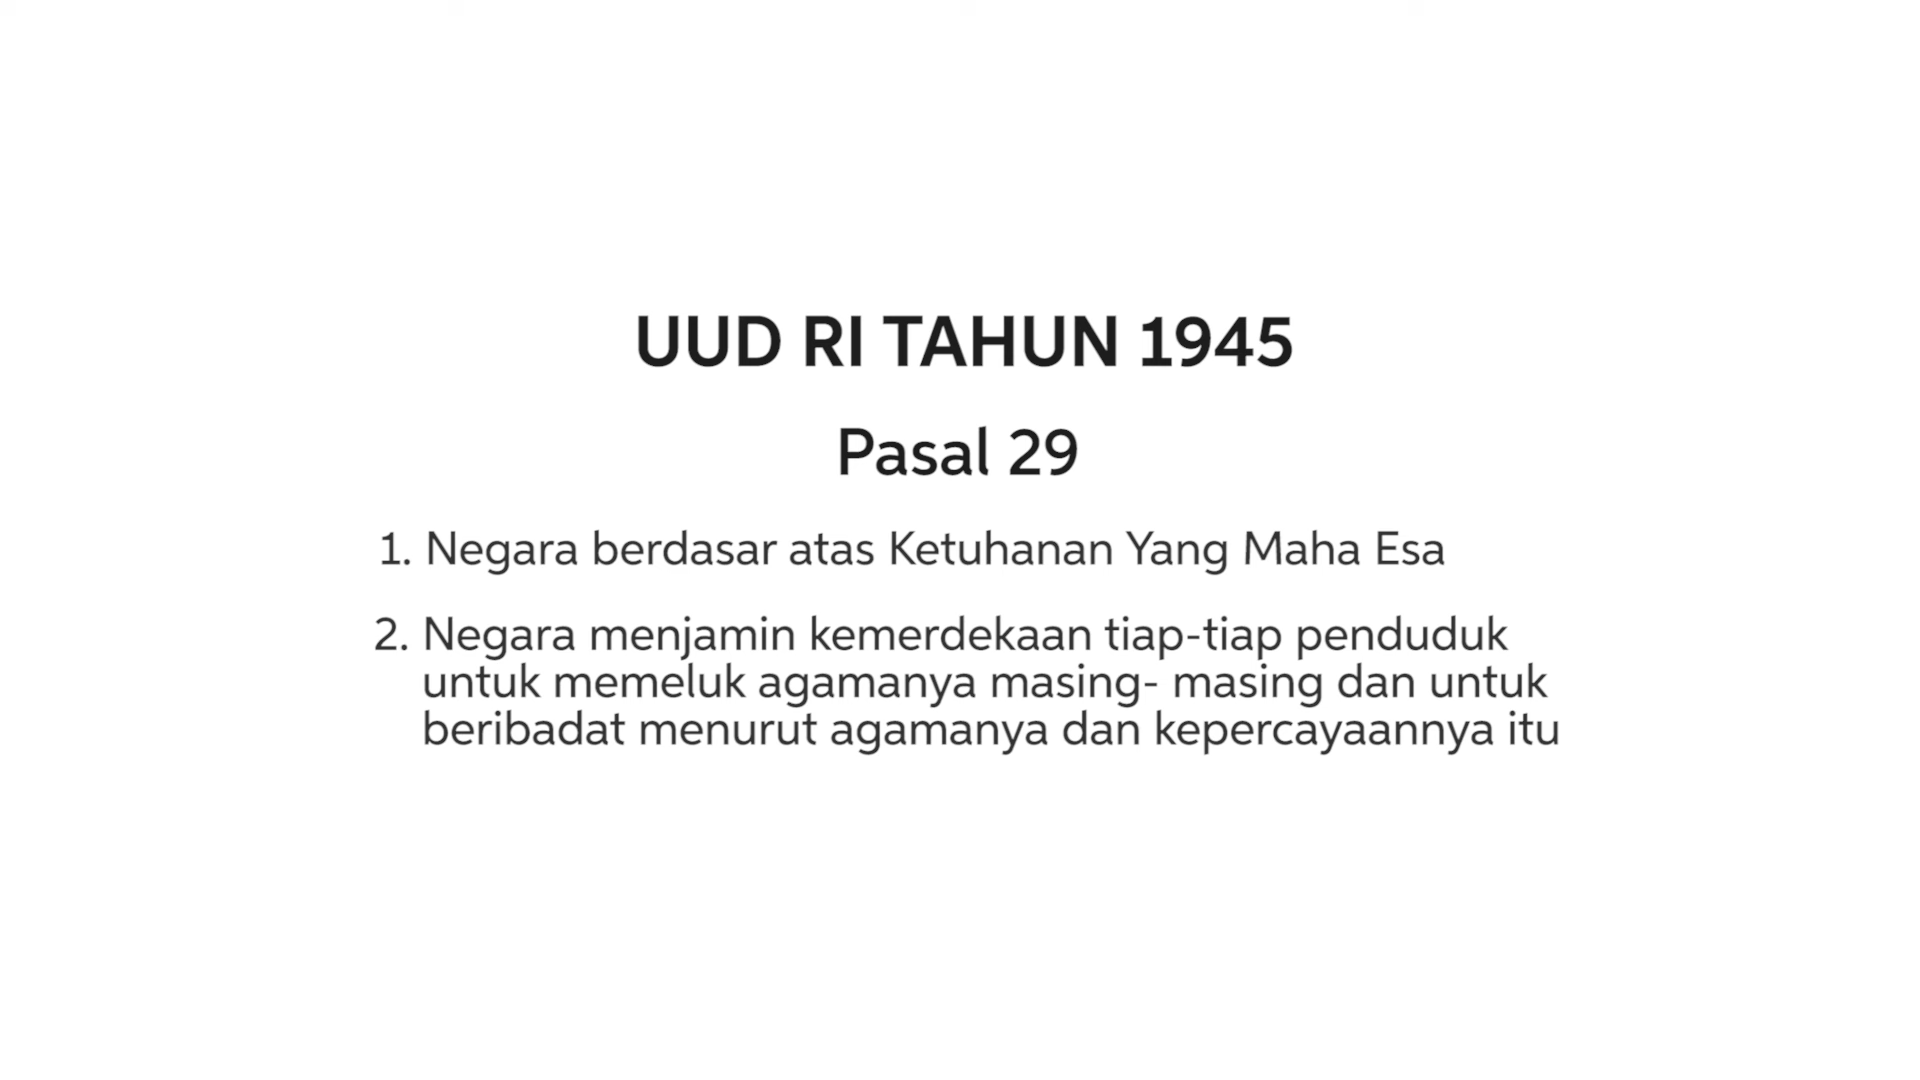 UUD RI TAHUN 1945
Pasal 29
1. Negara berdasar atas Ketuhanan Yang Maha Esa
2. Negara menjamin kemerdekaan tiap-tiap penduduk
untuk memeluk agamanya masing- masing dan untuk
beribadat menurut agamanya dan kepercayaannya itu